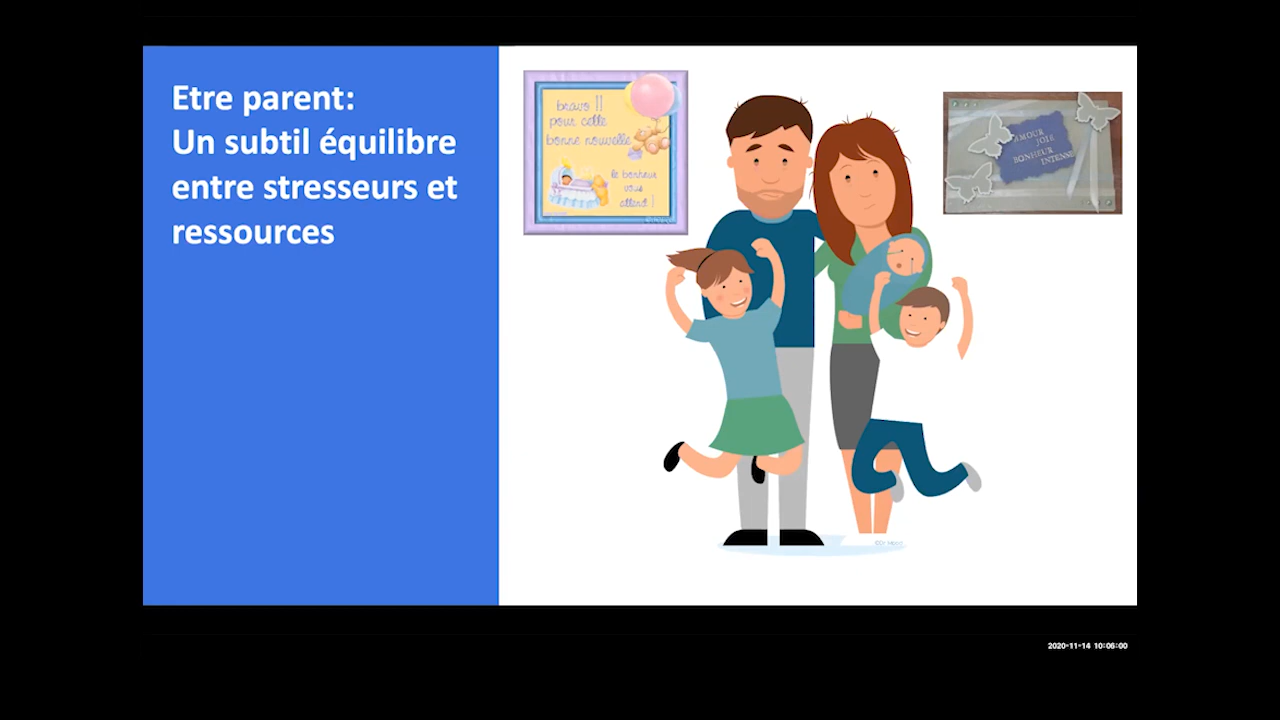 Etre parent:
Un subtil équilibre
entre stresseurs et
ressources
bravo !!
pour cette
bonne nouvelle
le bonheur
vous
attend !
AMOUR
JOIE
BONHEUR
INTENSE
2020-11-14 10:06:00